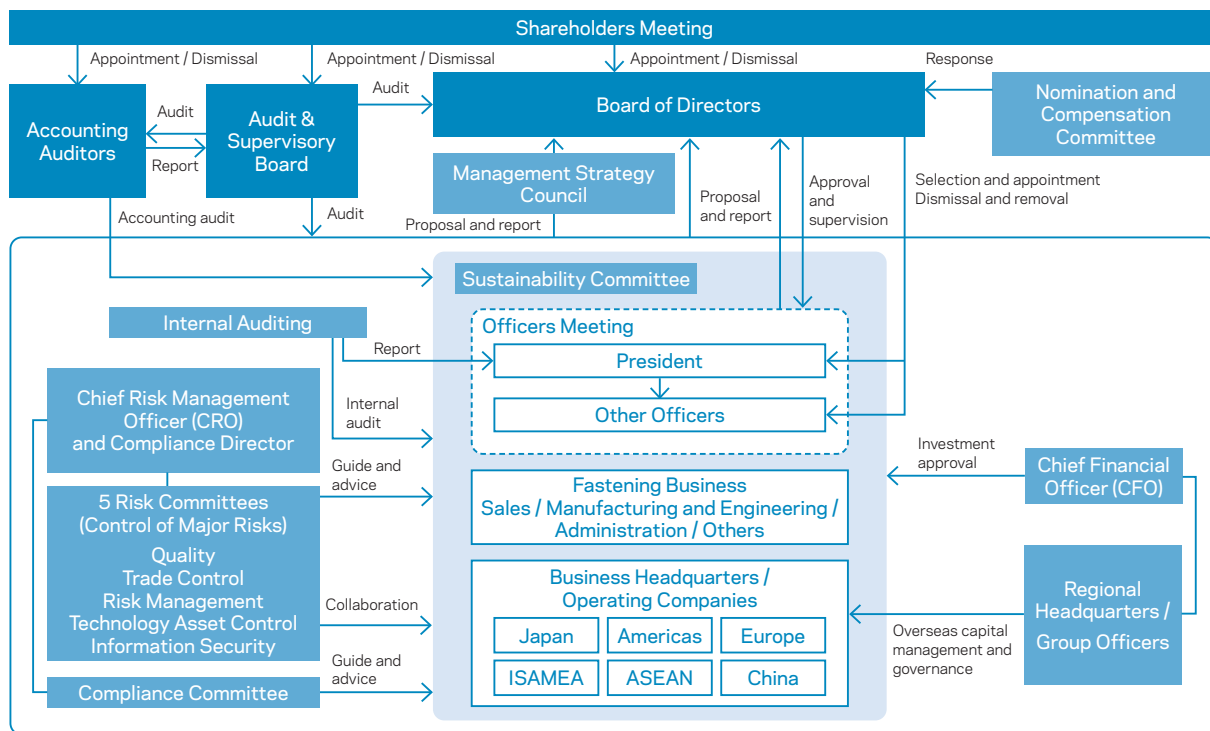 Shareholders Meeting
Appointment / Dismissal
Appointment / Dismissal
Appointment / Dismissal
Response
Accounting
Auditors
Audit
Report
Audit &
Supervisory
Board
Audit
Board of Directors
Nomination and
Compensation
Committee
Management Strategy
Council
Accounting audit
Audit
Proposal and report
Proposal
and report
Approval
and
supervision
Selection and appointment
Dismissal and removal
Sustainability Committee
Internal Auditing
Report
Officers Meeting
President
Other Officers
Chief Risk Management
Officer (CRO)
and Compliance Director
Internal
audit
Guide and
advice
Investment
approval
Chief Financial
Officer (CFO)
5 Risk Committees
(Control of Major Risks)
Quality
Trade Control
Risk Management
Technology Asset Control
Information Security
Fastening Business
Sales / Manufacturing and Engineering /
Administration / Others
Collaboration
Business Headquarters /
Operating Companies
Japan
Americas
Europe
ISAMEA
ASEAN
China
Regional
Headquarters /
Group Officers
Overseas capital
management and
governance
Guide and
advice
Compliance Committee